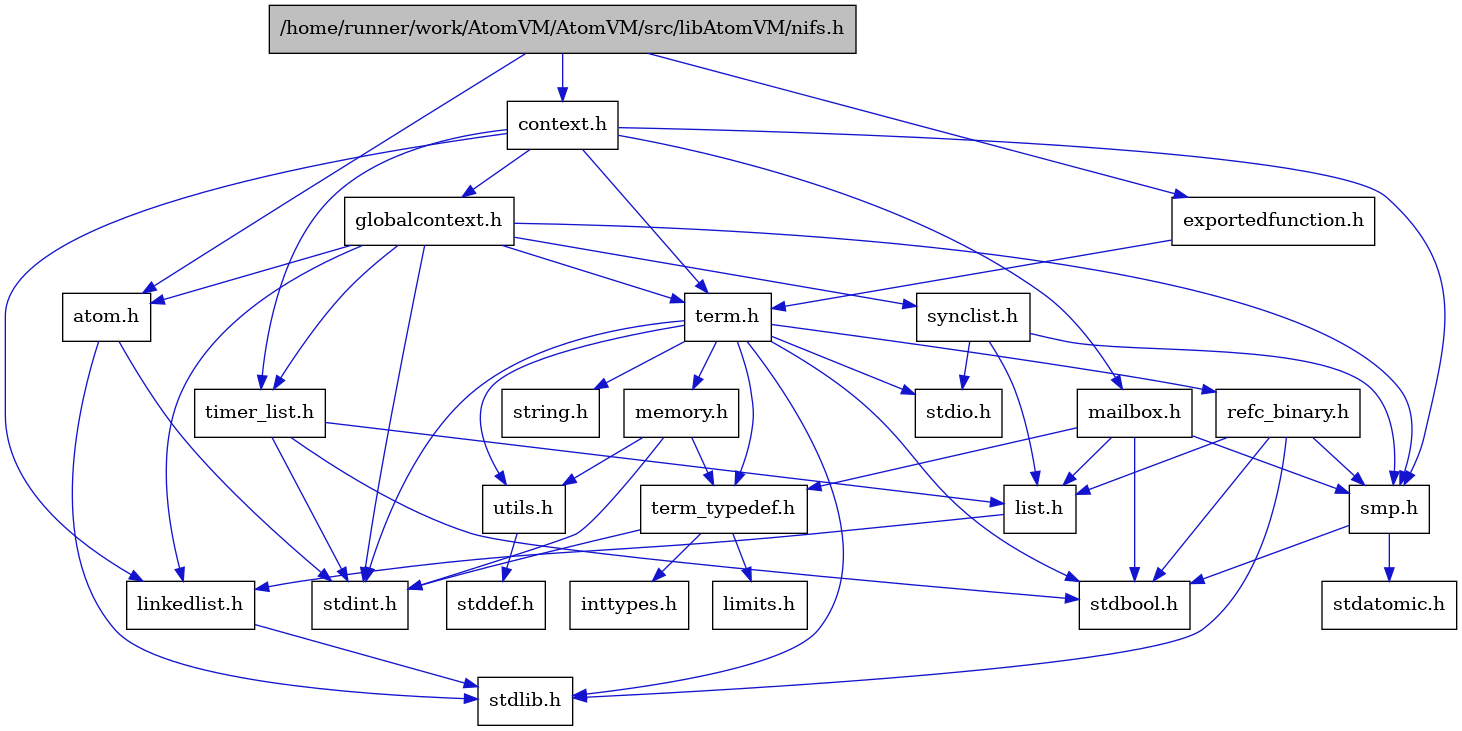 /home/runner/work/AtomVM/AtomVM/src/libAtomVM/nifs.h
context.h
globalcontext.h
exportedfunction.h
atom.h
term.h
synclist.h
timer_list.h
string.h
memory.h
stdio.h
mailbox.h
refc_binary.h
utils.h
term_typedef.h
list.h
smp.h
linkedlist.h
stdint.h
stddef.h
inttypes.h
limits.h
stdbool.h
stdatomic.h
stdlib.h